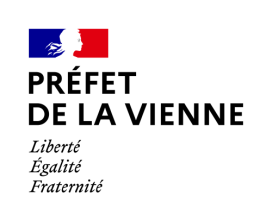 PRÉFET
DE LA VIENNE
Liberté
Égalité
Fraternité